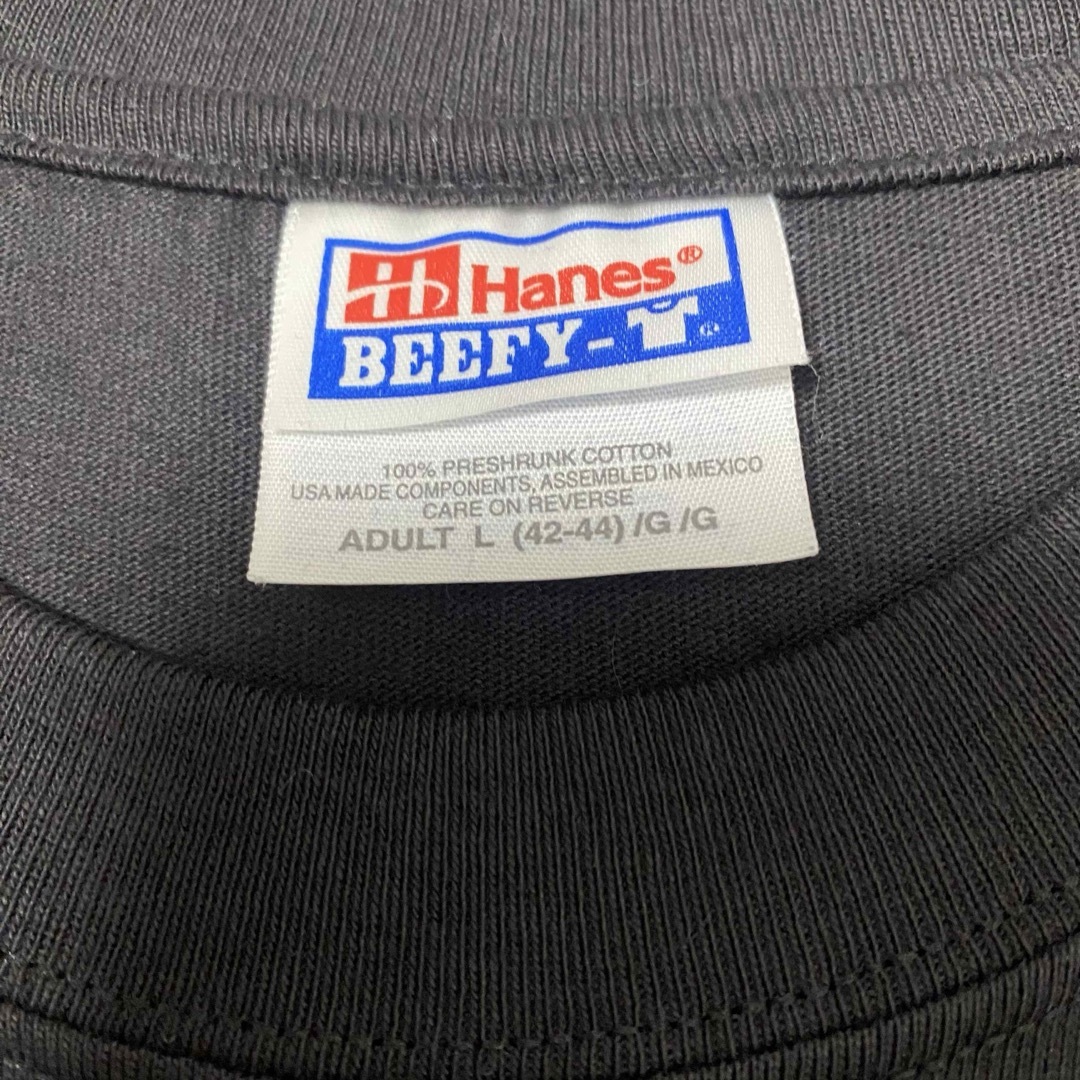 Hanes®
BEEFY-T®
100% PRESHRUNK COTTON
USA MADE COMPONENTS, ASSEMBLED IN MEXICO
CARE ON REVERSE
ADULT L (42-44) /G /G